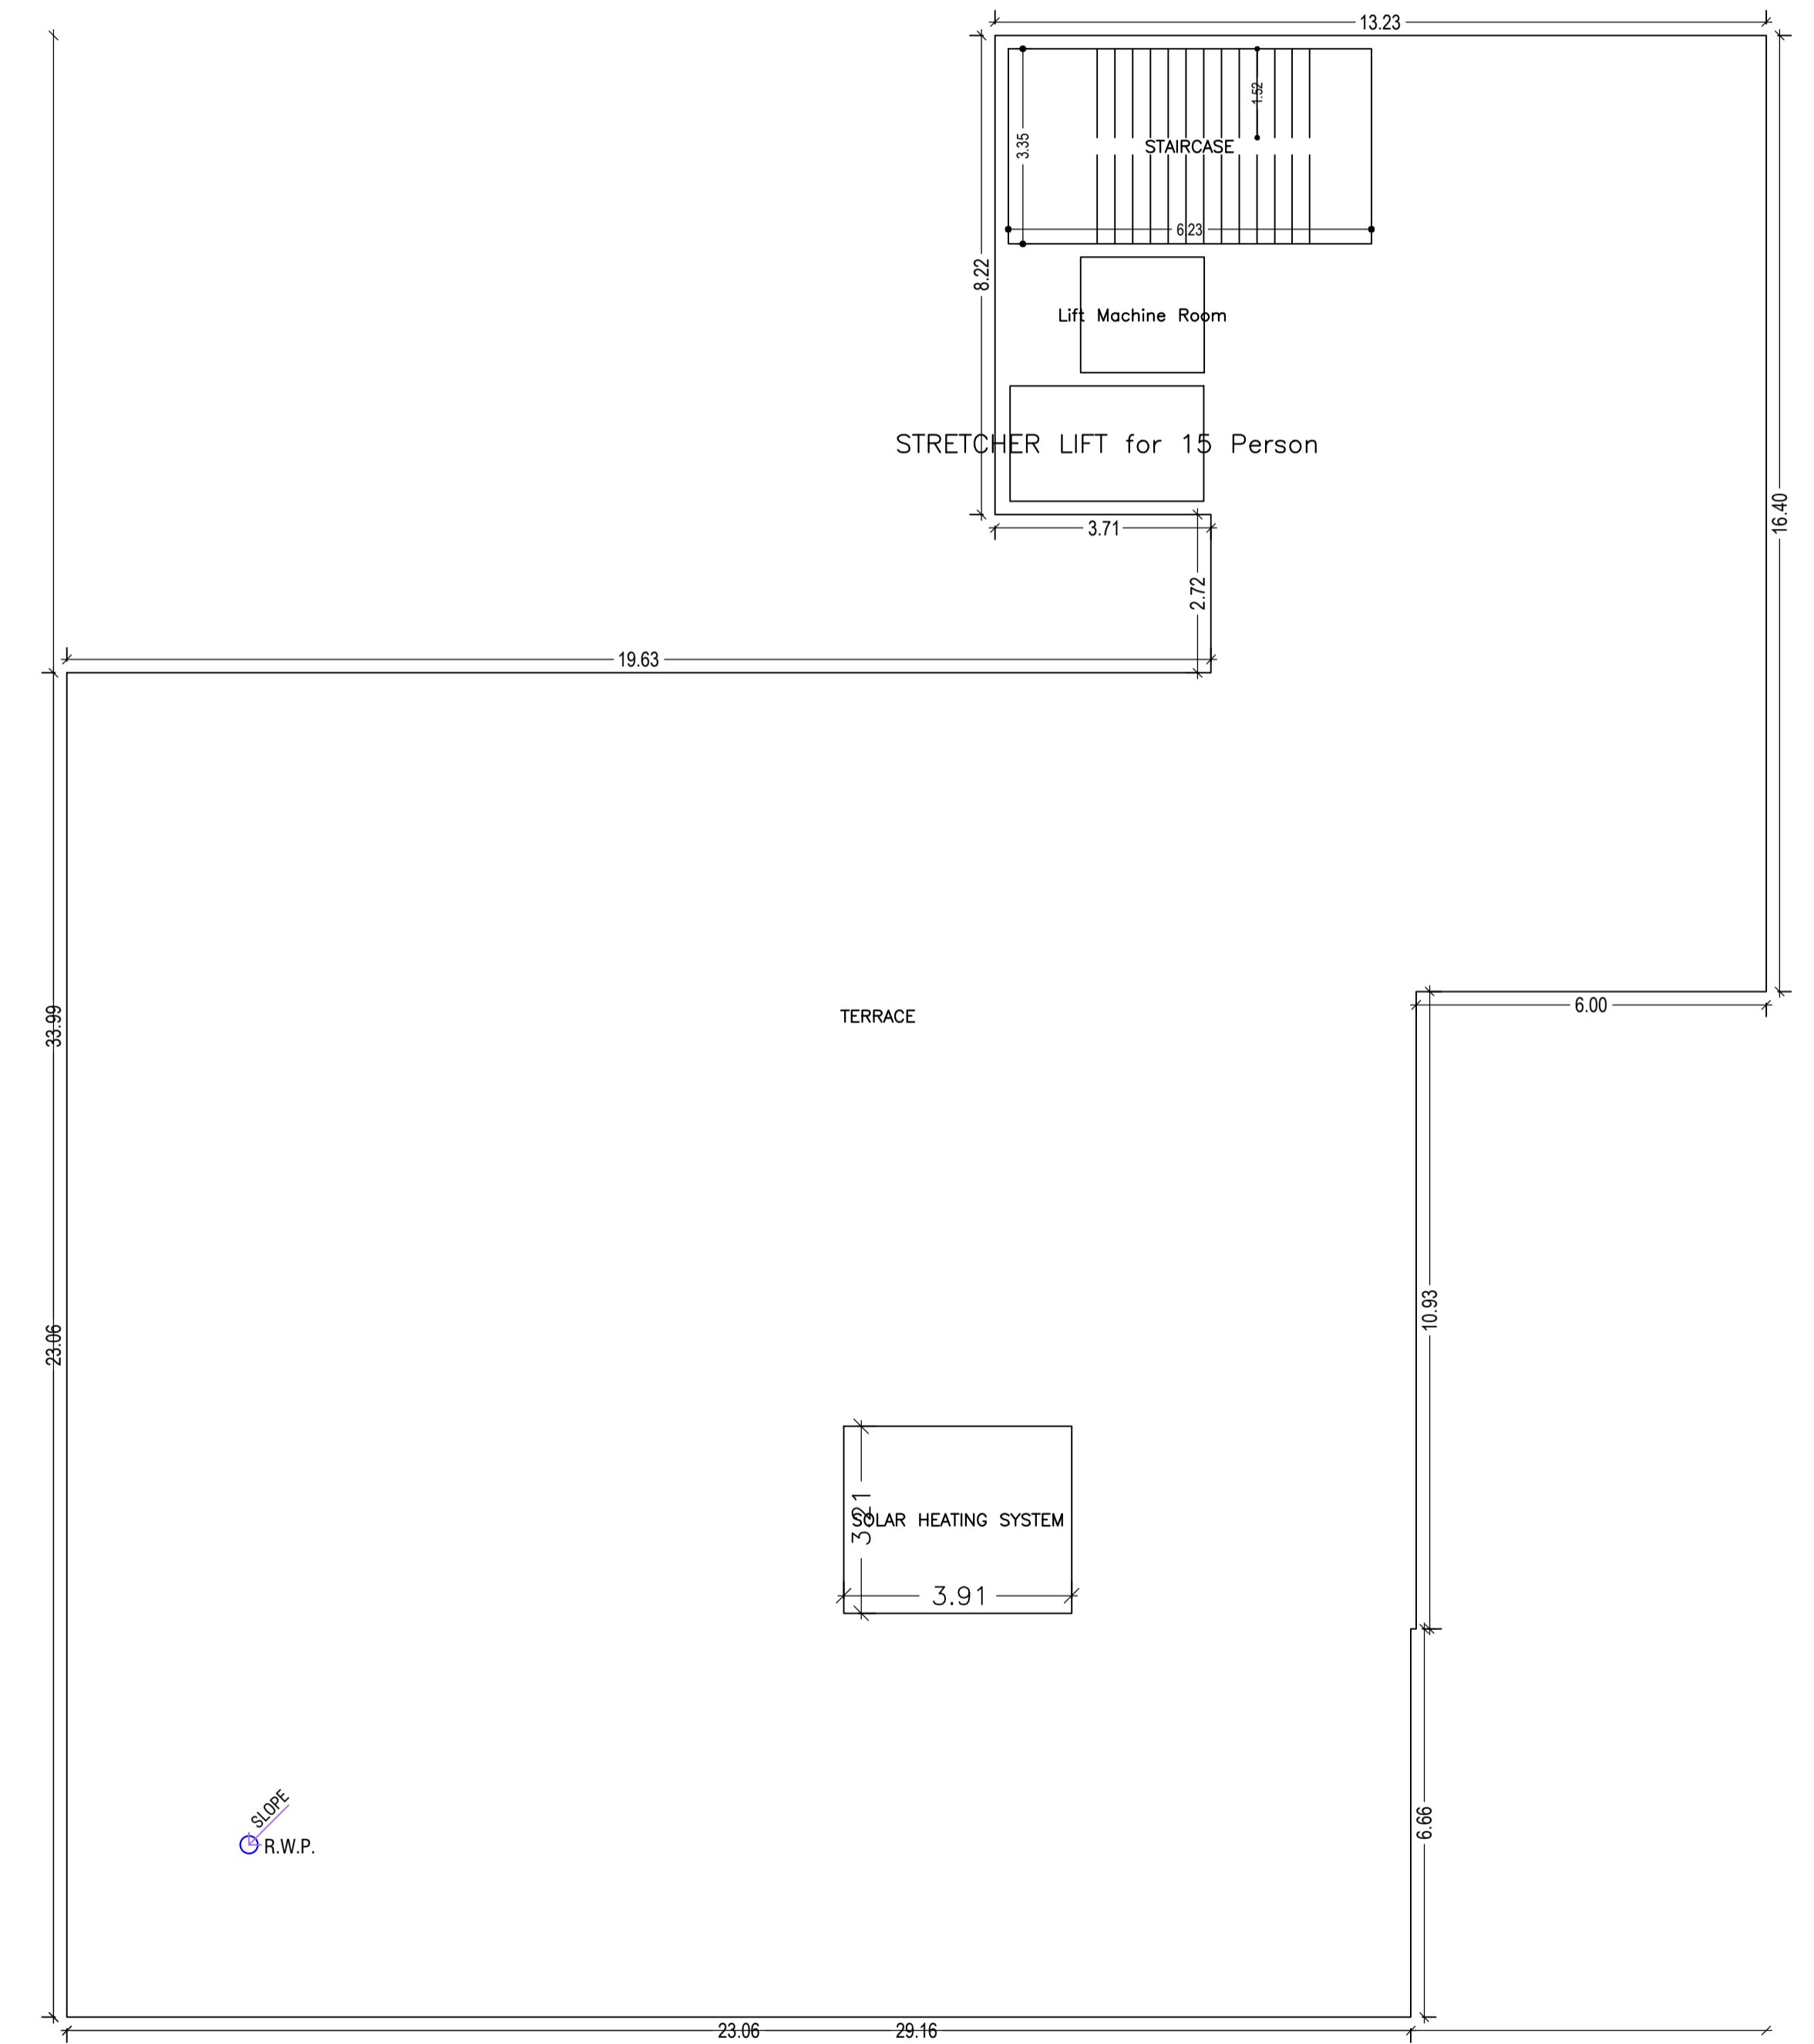 13.23
1.52
3.35
STAIRCASE
6.23
8.22
Lift Machine Room
STRETCHER LIFT for 15 Person
16.40
3.71
2.72
19.63
6.00
TERRACE
33.99
10.93
23.06
3.21
SOLAR HEATING SYSTEM
3.91
SLOPE
R.W.P.
6.66
23.06
29.16